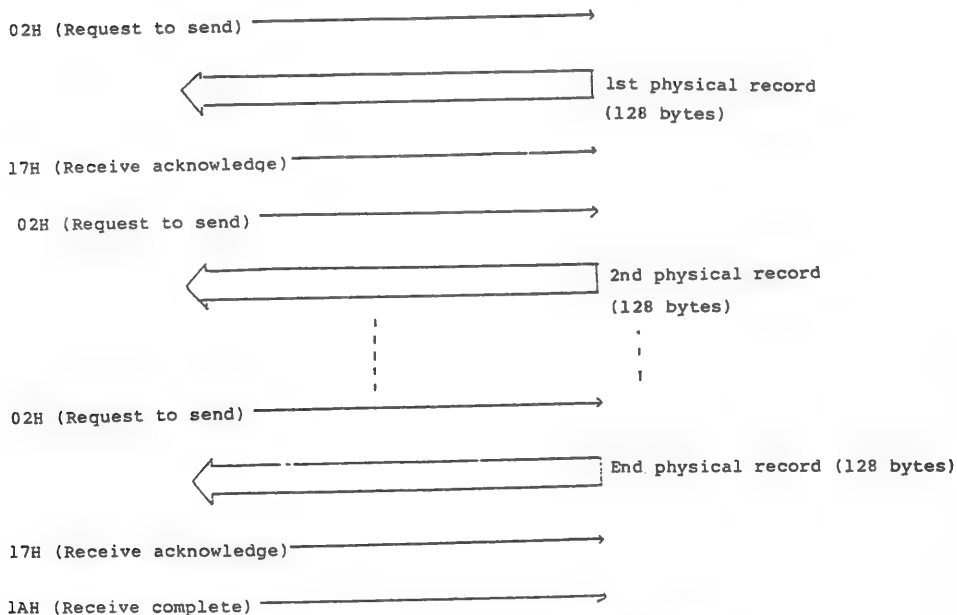 02H (Request to send)
1st physical record
(128 bytes)
17H (Receive acknowledge)
02H (Request to send)
2nd physical record
(128 bytes)
02H (Request to send)
End physical record (128 bytes)
17H (Receive acknowledge)
1AH (Receive complete)